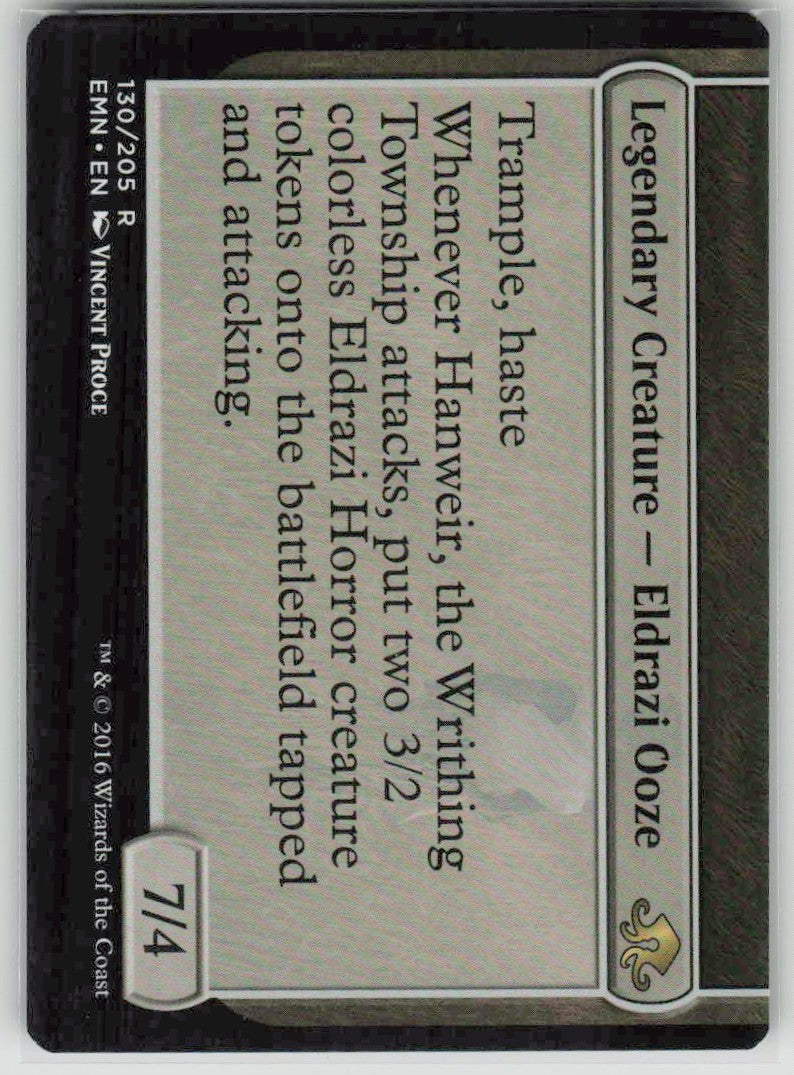 Legendary Creature — Eldrazi Ooze
Trample, haste
Whenever Hanweir, the Writhing
Township attacks, put two 3/2
colorless Eldrazi Horror creature
tokens onto the battlefield tapped
and attacking.
7/4
130/205 R
EMN • EN VINCENT PROCE
™ & © 2016 Wizards of the Coast